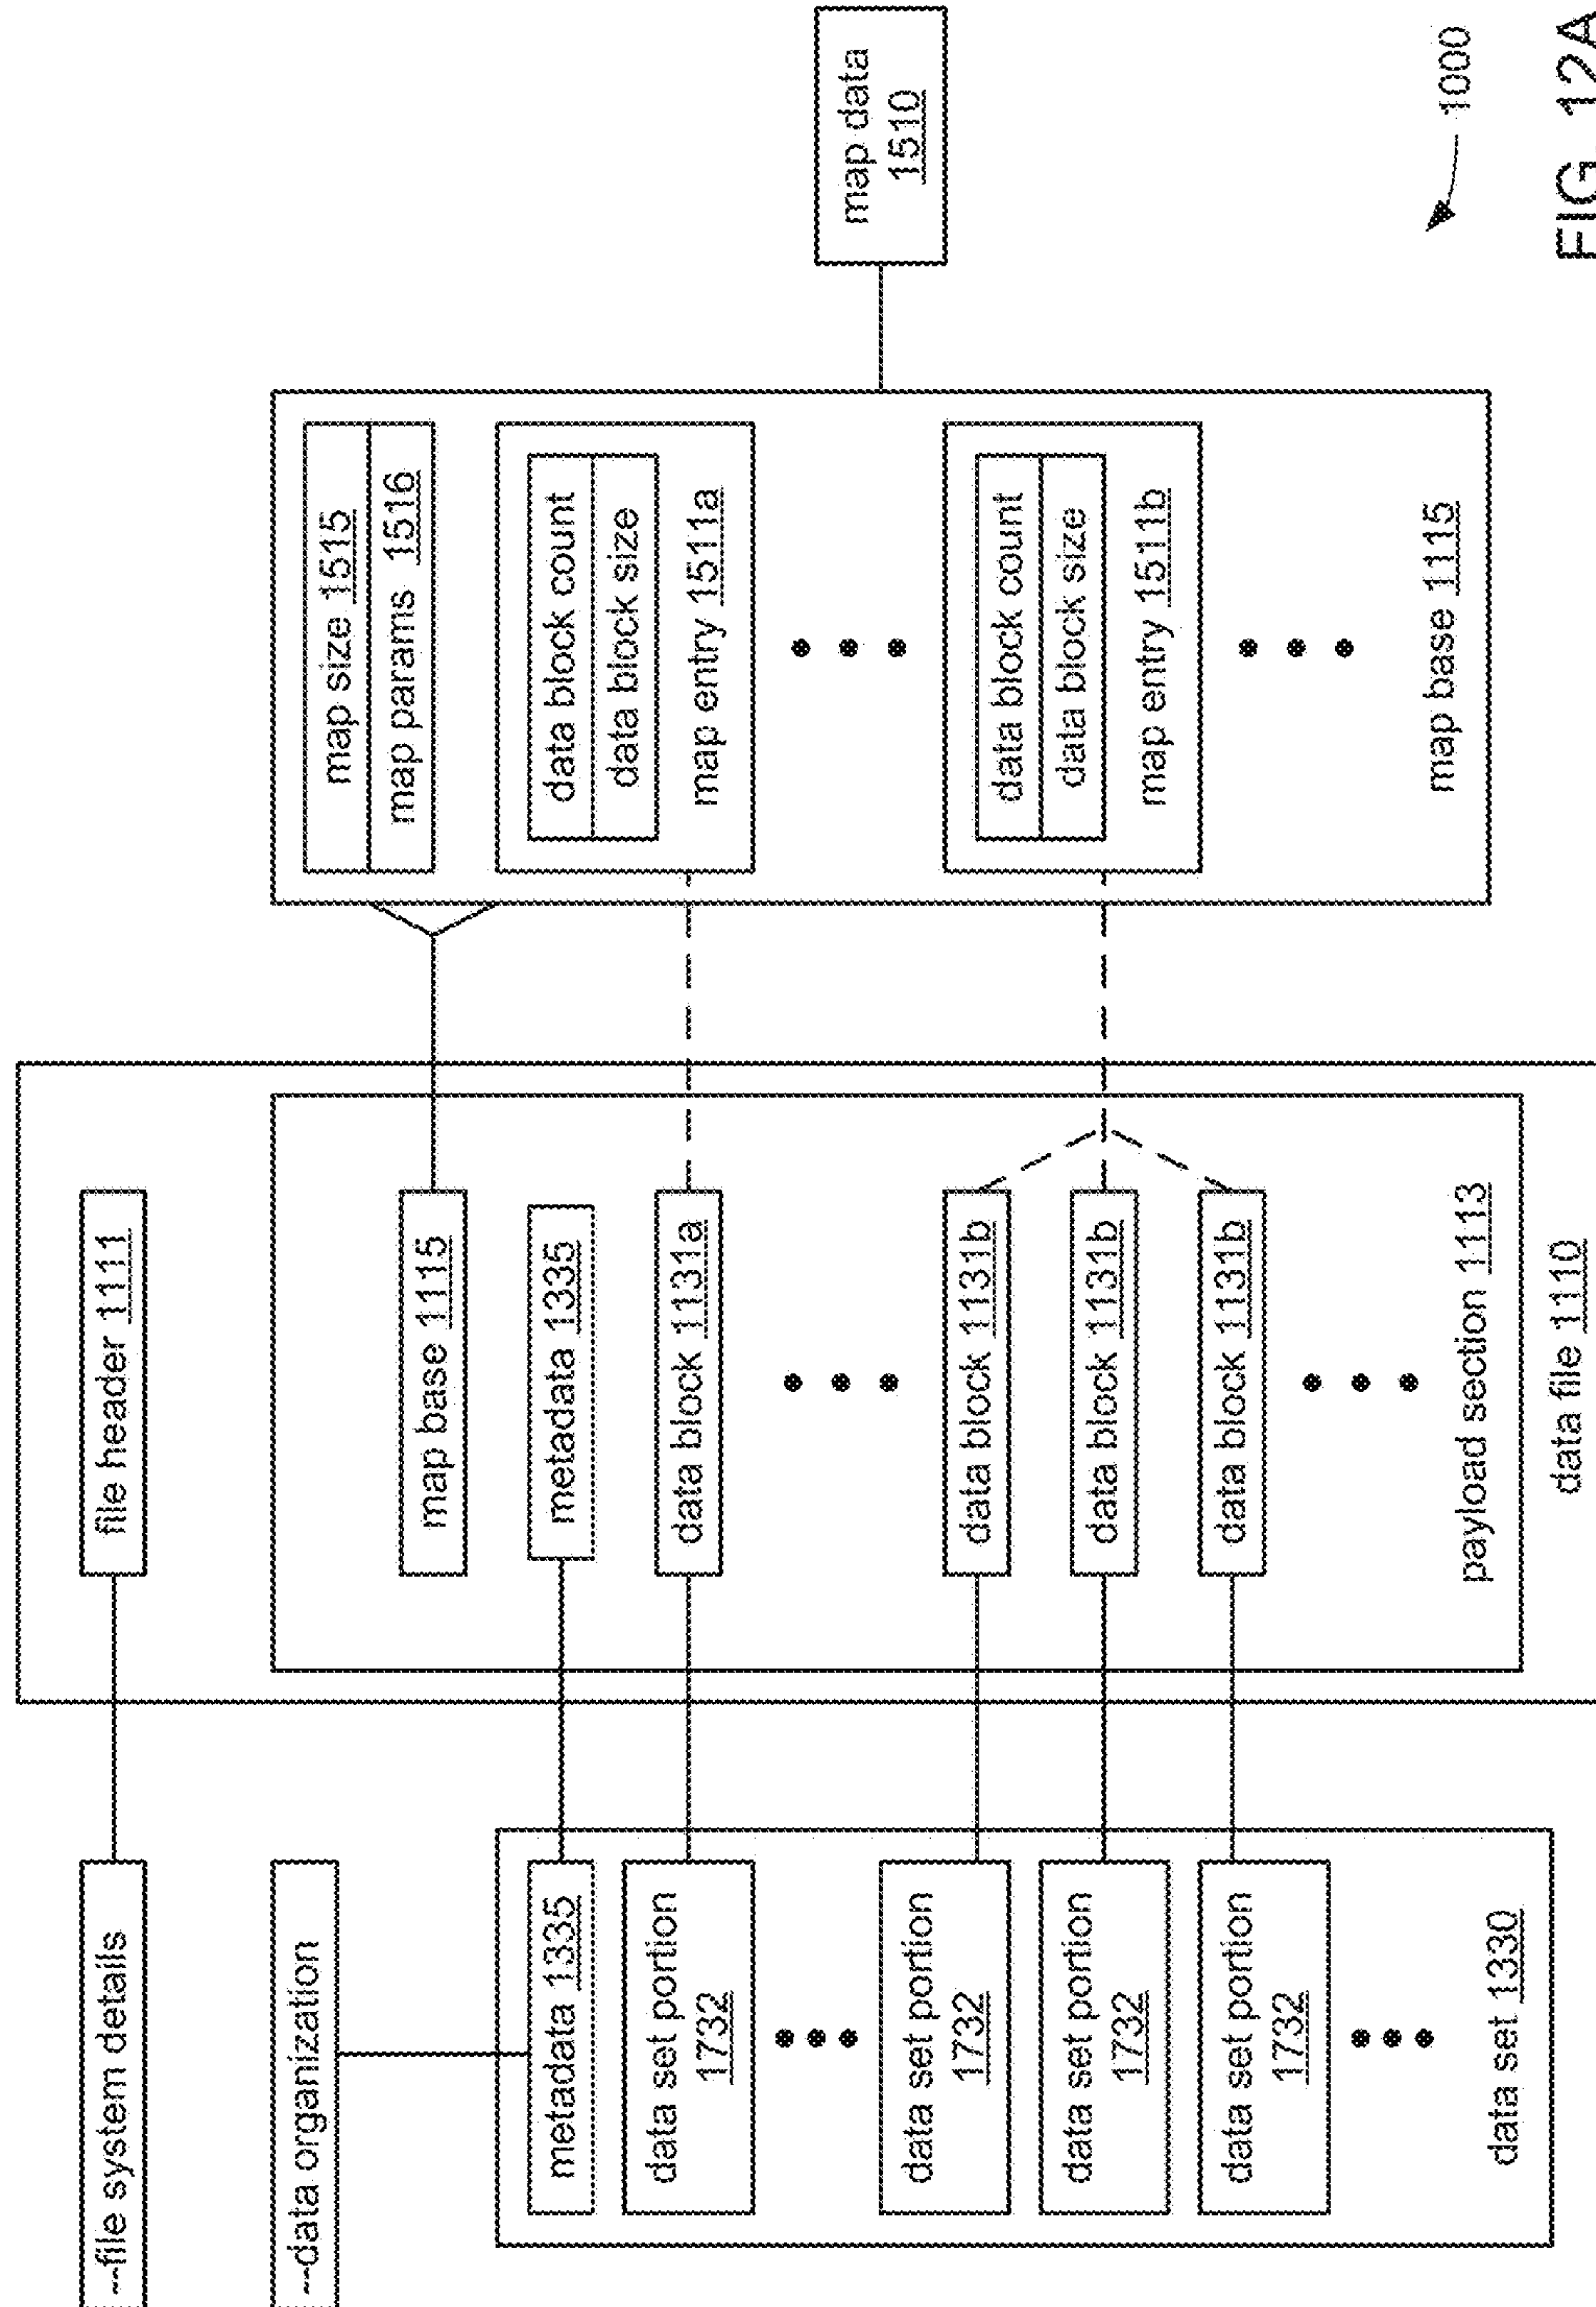 --file system details
--data organization
metadata 1335
data set portion
1732
data set portion
1732
data set portion
1732
data set portion
1732
data set 1330
file header 1111
map base 1115
metadata 1335
data block 1131a
data block 1131b
data block 1131b
data block 1131b
payload section 1113
data file 1110
map size 1515
map params 1516
data block count
data block size
map entry 1511a
data block count
data block size
map entry 1511b
map base 1115
map data
1510
1000
FIG. 12A